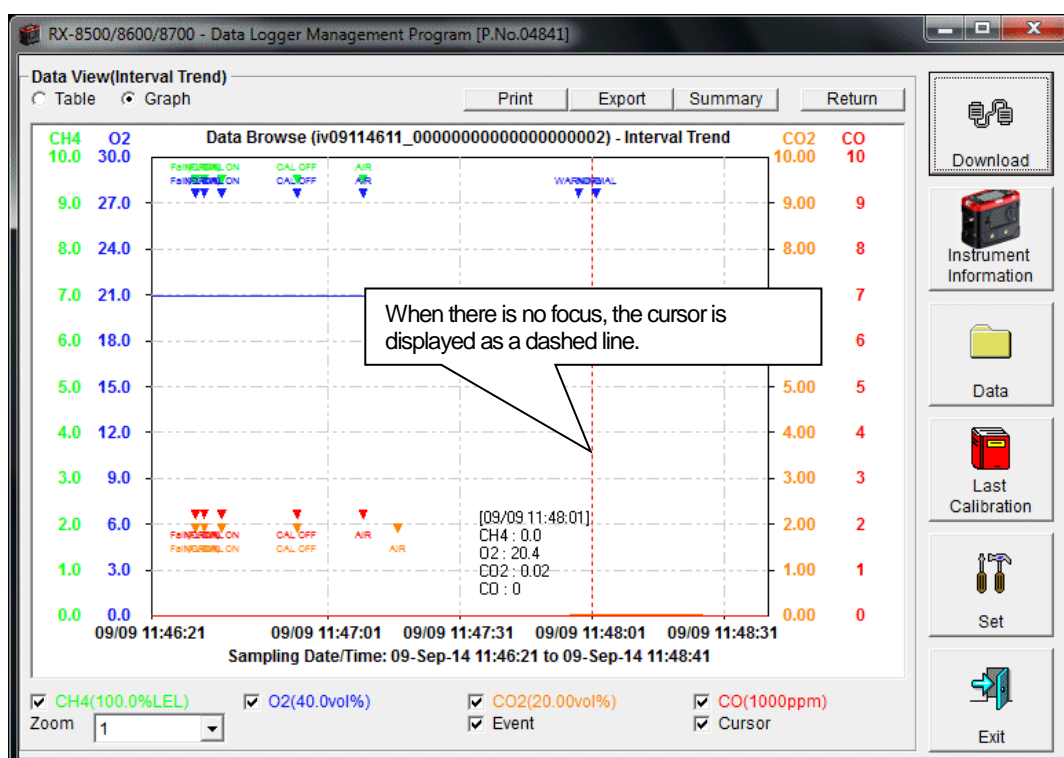 RX-8500/8600/8700 - Data Logger Management Program [P.No.04841]
Data View(Interval Trend)
Table Graph Print Export Summary Return
Data Browse (iv09114611_00000000000000000002) - Interval Trend
CH4 O2 CO2 CO
10.0 30.0 10.00 10
CAL OFF AIR
CAL OFF AIR
9.0 27.0 9.00 9
8.0 24.0 8.00 8
7.0 21.0 7
When there is no focus, the cursor is
displayed as a dashed line.
6.0 18.0 6
5.0 15.0 5.00 5
4.0 12.0 4.00 4
3.0 9.0 3.00 3
2.0 6.0 2.00 2
ON CAL OFF AIR
ON CAL OFF AIR
[09/09 11:48:01]
CH4 : 0.0
O2 : 20.4
CO2 : 0.02
CO : 0
1.0 3.0 1.00 1
0.0 0.0 0.00 0
09/09 11:46:21 09/09 11:47:01 09/09 11:47:31 09/09 11:48:01 09/09 11:48:31
Sampling Date/Time: 09-Sep-14 11:46:21 to 09-Sep-14 11:48:41
CH4(100.0%LEL) O2(40.0vol%) CO2(20.00vol%) CO(1000ppm)
Zoom 1 Event Cursor
Download
Instrument
Information
Data
Last
Calibration
Set
Exit